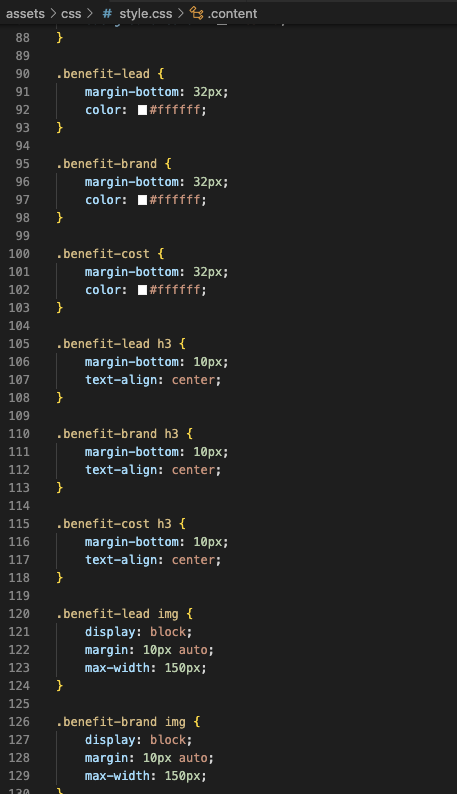 assets > css > # style.css > .content
88 }
89
90 .benefit-lead {
91 margin-bottom: 32px;
92 color: #ffffff;
93 }
94
95 .benefit-brand {
96 margin-bottom: 32px;
97 color: #ffffff;
98 }
99
100 .benefit-cost {
101 margin-bottom: 32px;
102 color: #ffffff;
103 }
104
105 .benefit-lead h3 {
106 margin-bottom: 10px;
107 text-align: center;
108 }
109
110 .benefit-brand h3 {
111 margin-bottom: 10px;
112 text-align: center;
113 }
114
115 .benefit-cost h3 {
116 margin-bottom: 10px;
117 text-align: center;
118 }
119
120 .benefit-lead img {
121 display: block;
122 margin: 10px auto;
123 max-width: 150px;
124 }
125
126 .benefit-brand img {
127 display: block;
128 margin: 10px auto;
129 max-width: 150px;
130 }